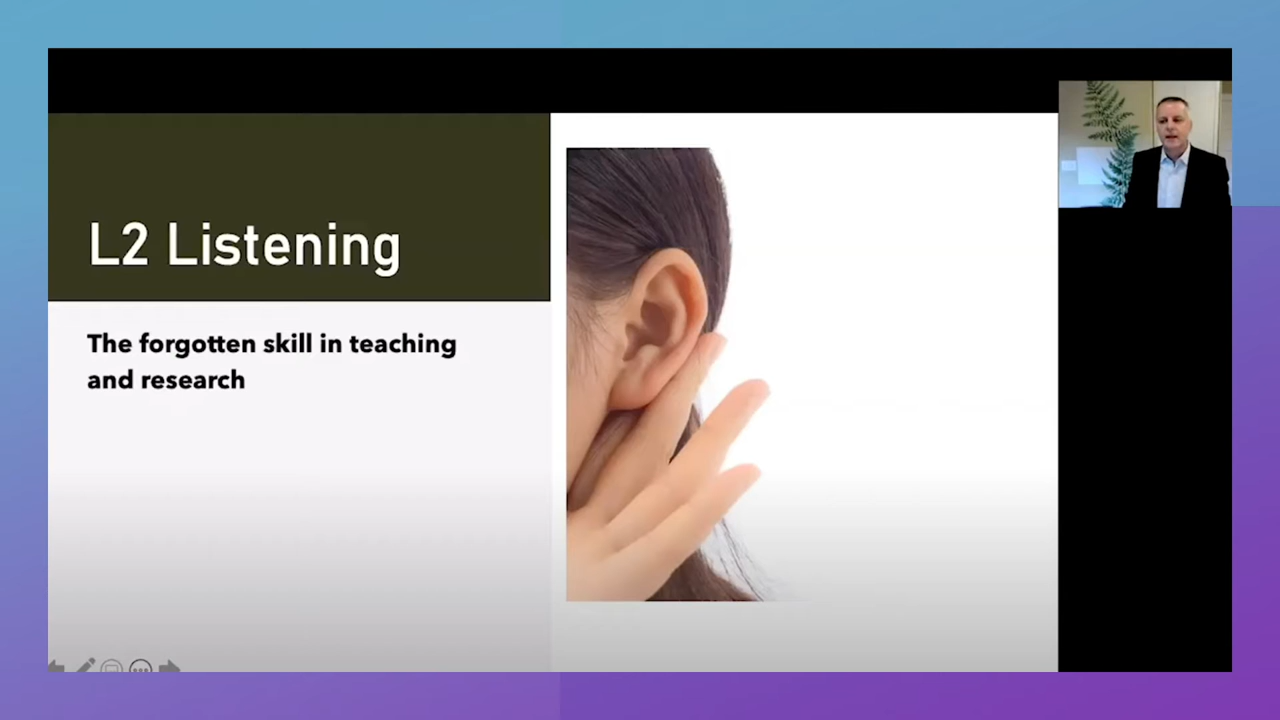 L2 Listening
The forgotten skill in teaching
and research